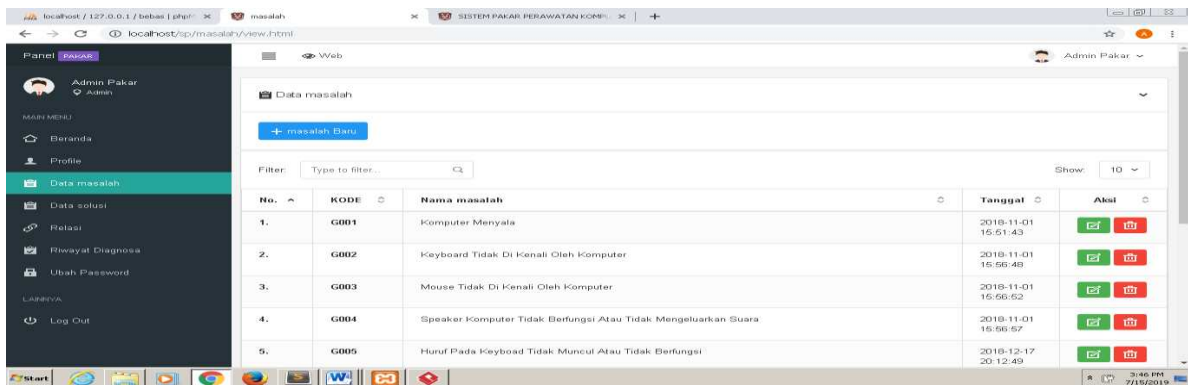 localhost / 127.0.0.1 / bebas | php
masalah
SISTEM PAKAR PERAWATAN KOMP
localhost/sp/masalah/view.html
Panel PAKAR
Web
Admin Pakar
Admin Pakar
Admin
MAIN MENU
Beranda
Profile
Data masalah
Data solusi
Relasi
Riwayat Diagnosa
Ubah Password
LAINNYA
Log Out
Data masalah
+ masalah Baru
Filter: Type to filter... Show: 10
No. KODE Nama masalah Tanggal Aksi
1. G001 Komputer Menyala 2018-11-01 15:51:43
2. G002 Keyboard Tidak Di Kenali Oleh Komputer 2018-11-01 15:56:48
3. G003 Mouse Tidak Di Kenali Oleh Komputer 2018-11-01 15:56:52
4. G004 Speaker Komputer Tidak Berfungsi Atau Tidak Mengeluarkan Suara 2018-11-01 15:56:57
5. G005 Huruf Pada Keyboad Tidak Muncul Atau Tidak Berfungsi 2018-12-17 20:12:49
Start
3:46 PM
7/15/2019